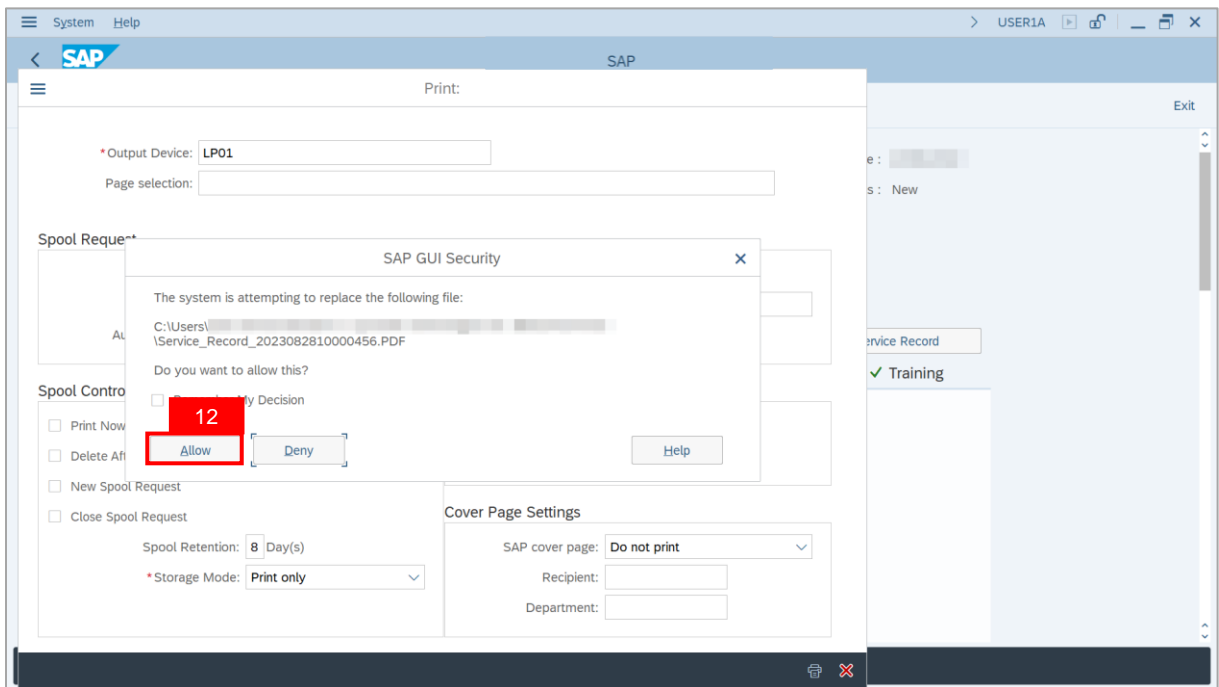 System Help
USER1A
SAP
SAP
Print:
Exit
*Output Device: LP01
e :
Page selection:
s : New
Spool Request
SAP GUI Security
The system is attempting to replace the following file:
C:\Users\
\Service_Record_2023082810000456.PDF
Au
ervice Record
Do you want to allow this?
Training
Spool Contro
My Decision
12
Print Now
Allow
Deny
Help
Delete Aft
New Spool Request
Close Spool Request
Cover Page Settings
Spool Retention: 8 Day(s)
SAP cover page: Do not print
*Storage Mode: Print only
Recipient:
Department: